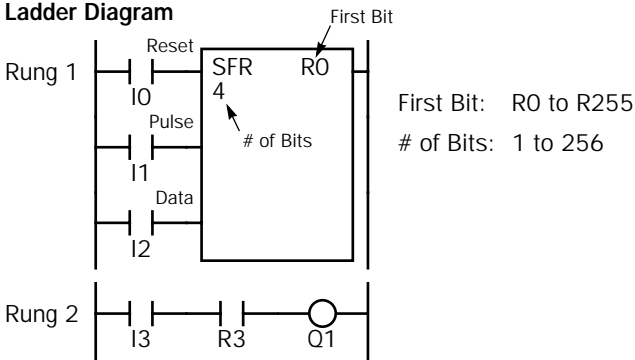 Ladder Diagram
First Bit
Rung 1
Reset
I0
SFR R0
4
# of Bits
Pulse
I1
Data
I2
First Bit: R0 to R255
# of Bits: 1 to 256
Rung 2
I3 R3 Q1